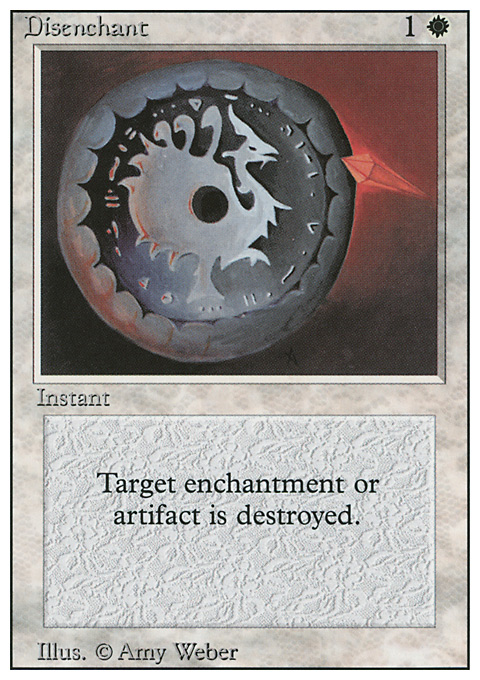 Disenchant 1
Instant
Target enchantment or
artifact is destroyed.
Illus. © Amy Weber